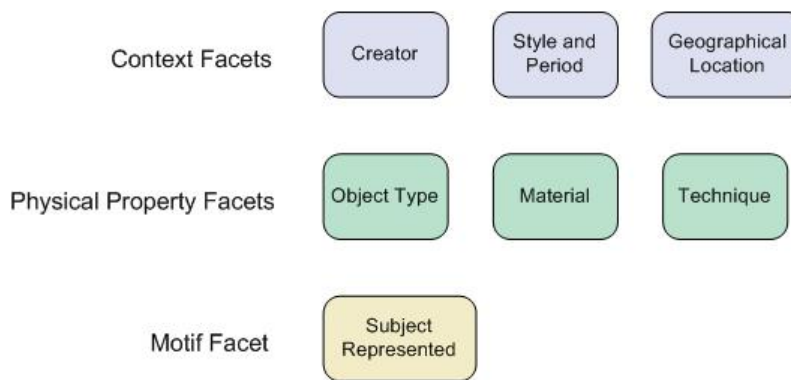 Context Facets
Creator
Style and
Period
Geographical
Location
Physical Property Facets
Object Type
Material
Technique
Motif Facet
Subject
Represented